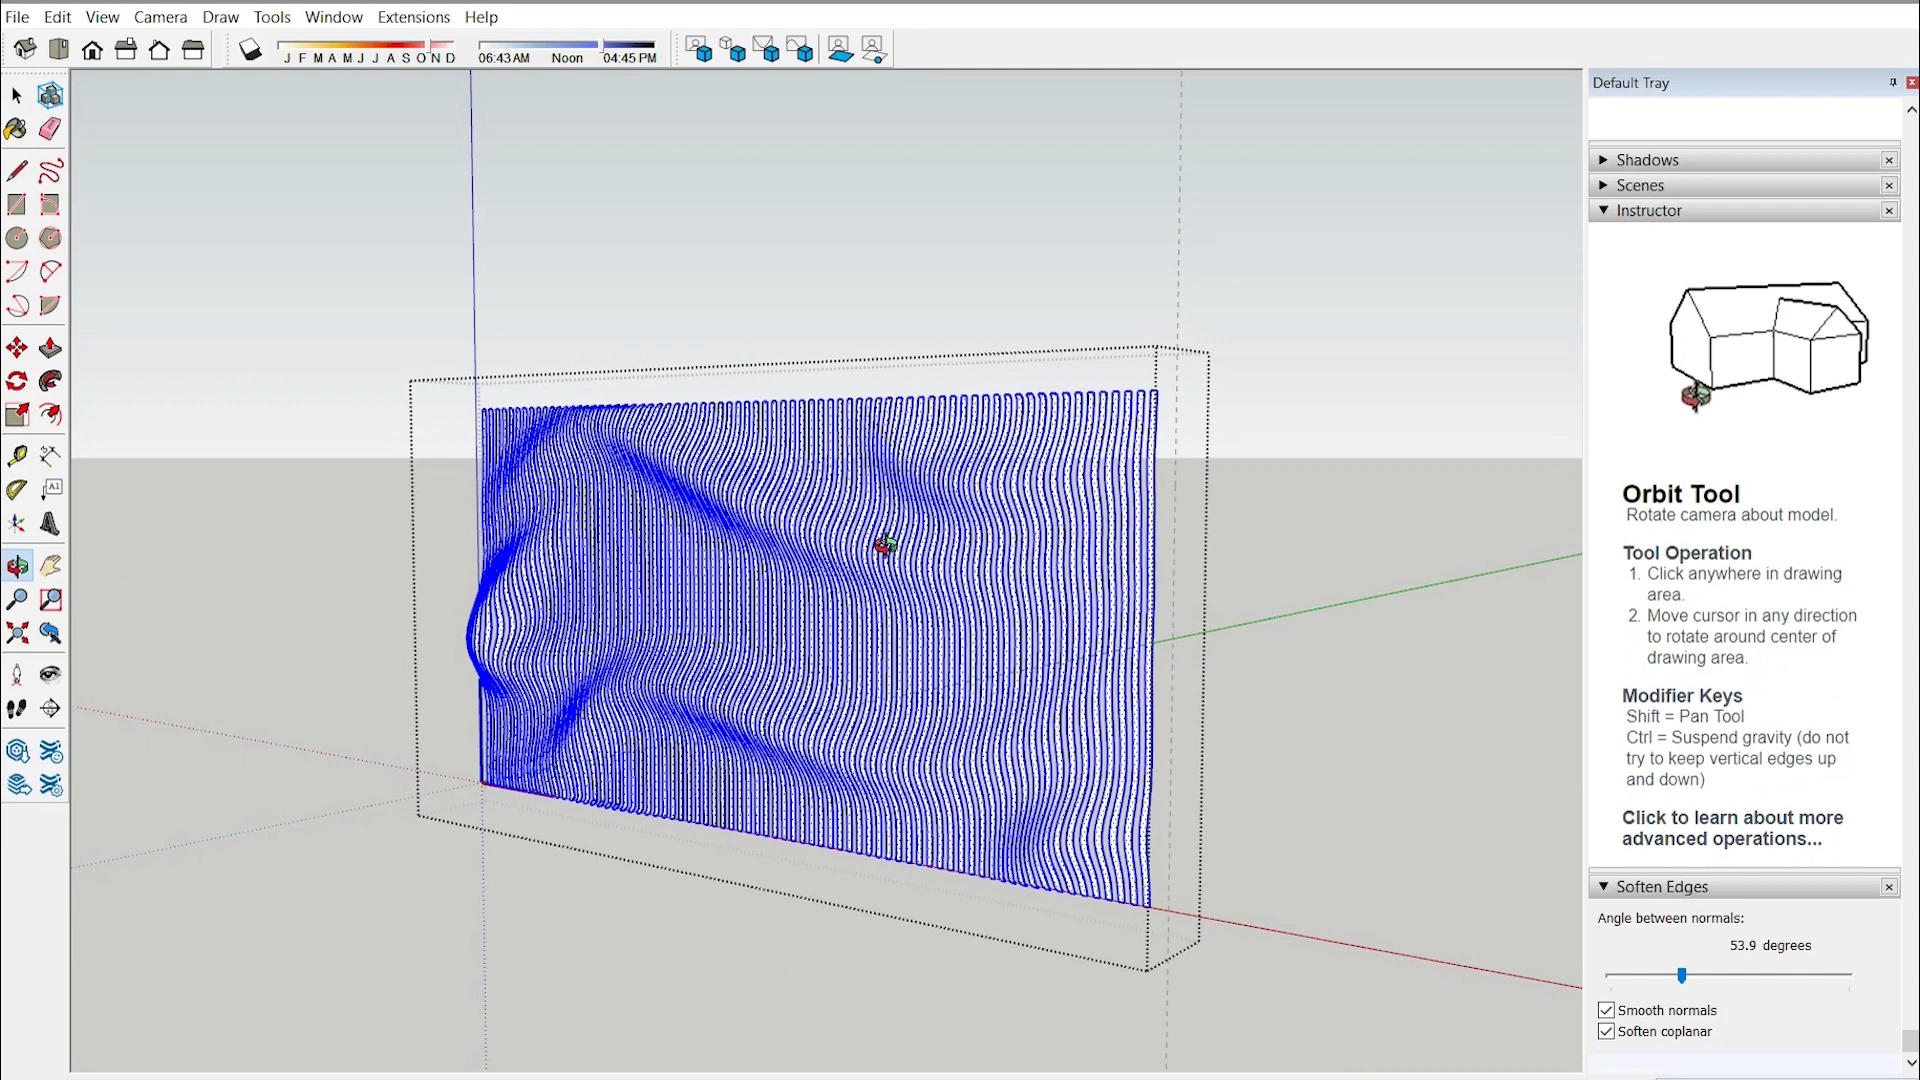 File Edit View Camera Draw Tools Window Extensions Help
J F M A M J J A S O N D
06:43 AM Noon 04:45 PM
Default Tray
Shadows
Scenes
Instructor
A1
Orbit Tool
Rotate camera about model.
Tool Operation
1. Click anywhere in drawing
area.
2. Move cursor in any direction
to rotate around center of
drawing area.
Modifier Keys
Shift = Pan Tool
Ctrl = Suspend gravity (do not
try to keep vertical edges up
and down)
Click to learn about more
advanced operations...
Soften Edges
Angle between normals:
53.9 degrees
Smooth normals
Soften coplanar